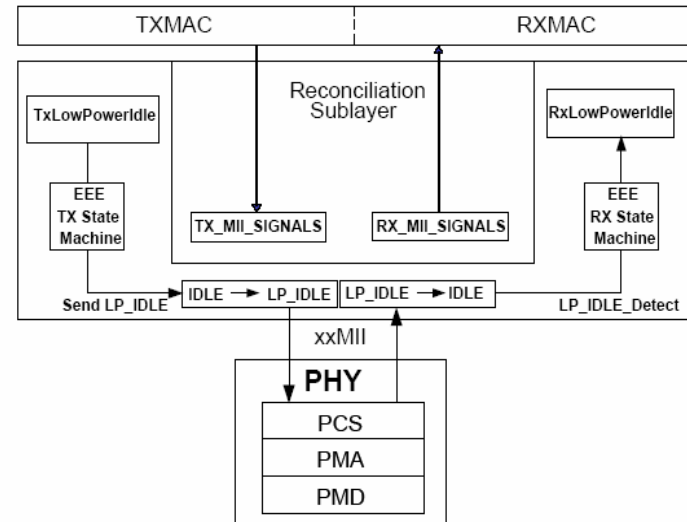 TXMAC
RXMAC
Reconciliation
Sublayer
TxLowPowerIdle
RxLowPowerIdle
EEE
TX State
Machine
EEE
RX State
Machine
TX_MII_SIGNALS
RX_MII_SIGNALS
Send LP_IDLE
IDLE
LP_IDLE
LP_IDLE
IDLE
LP_IDLE_Detect
xxMII
PHY
PCS
PMA
PMD